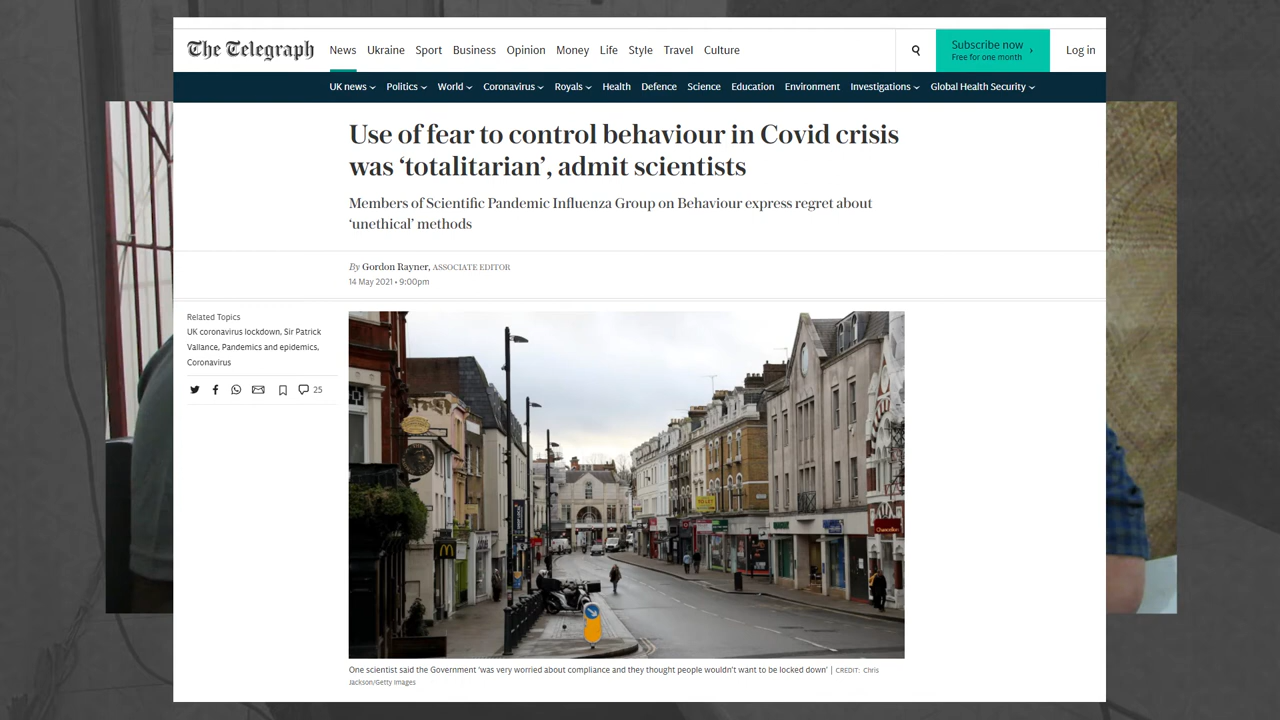 The Telegraph
News Ukraine Sport Business Opinion Money Life Style Travel Culture
Subscribe now
Free for one month
Log in
UK news Politics World Coronavirus Royals Health Defence Science Education Environment Investigations Global Health Security
Use of fear to control behaviour in Covid crisis
was ‘totalitarian’, admit scientists
Members of Scientific Pandemic Influenza Group on Behaviour express regret about
‘unethical’ methods
By Gordon Rayner, ASSOCIATE EDITOR
14 May 2021 • 9:00pm
Related Topics
UK coronavirus lockdown, Sir Patrick
Vallance, Pandemics and epidemics,
Coronavirus
25
TO LET
One scientist said the Government ‘was very worried about compliance and they thought people wouldn’t want to be locked down’ | CREDIT: Chris
Jackson/Getty Images